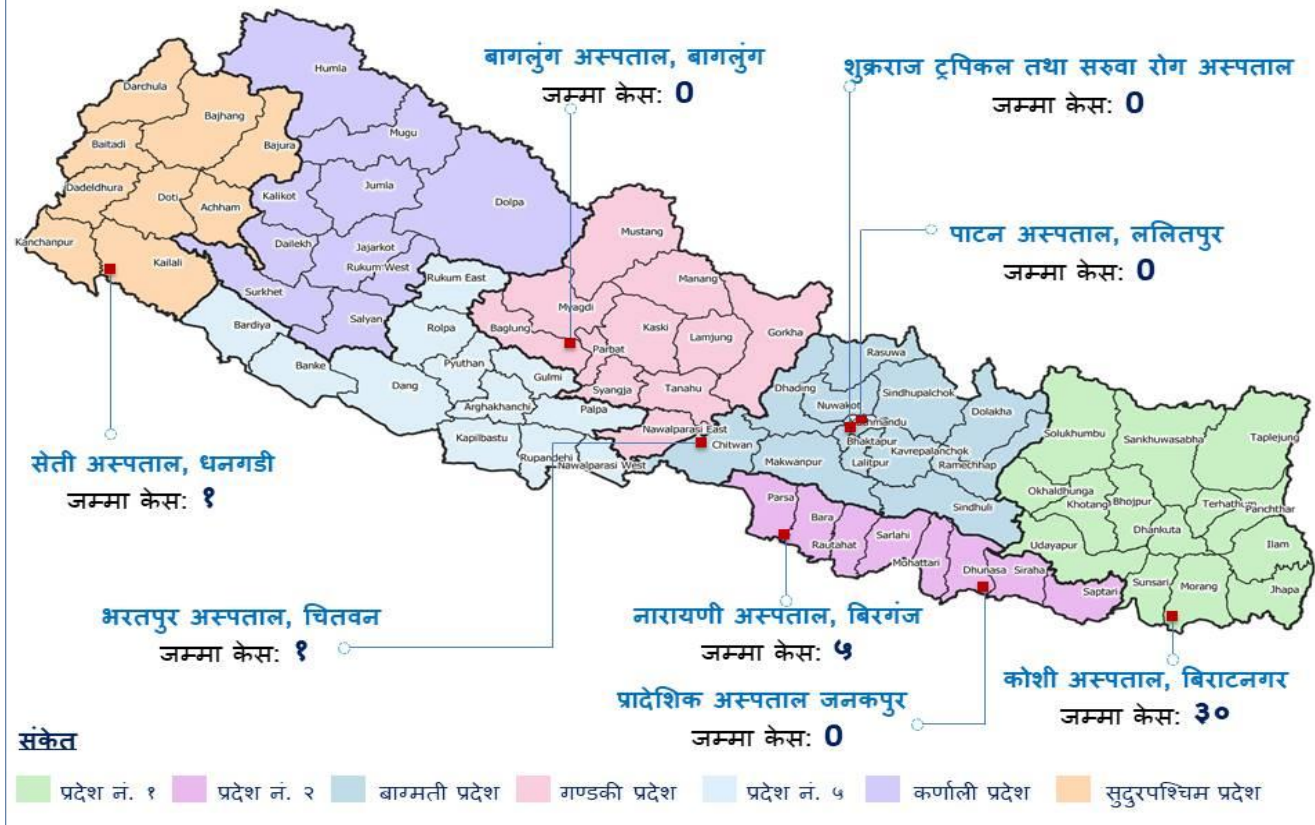 बागलुंग अस्पताल, बागलुंग
जम्मा केस: 0
शुक्रराज ट्रपिकल तथा सरुवा रोग अस्पताल
जम्मा केस: 0
पाटन अस्पताल, ललितपुर
जम्मा केस: 0
Humla
Darchula
Bajhang
Mugu
Baitadi
Bajura
Dadeldhura
Doti
Kalikot
Jumla
Achham
Dolpa
Kanchanpur
Kailali
Dailekh
Jajarkot
Rukum West
Mustang
Rukum East
Manang
Surkhet
Salyan
Myagdi
Bardiya
Rolpa
Baglung
Kaski
Lamjung
Gorkha
Parbat
Banke
Pyuthan
Rasuwa
Dang
Gulmi
Syangja
Tanahu
Dhading
Sindhupalchok
Nuwakot
Arghakhanchi
Palpa
Dolakha
Kapilbastu
Nawalparasi East
Chitwan
Bhaktapur
Solukhumbu
Sankhuwasabha
Taplejung
Rupandehi
Nawalparasi West
Makwanpur
Lalitpur
Kavrepalanchok
Ramechhap
Parsa
Sindhuli
Okhaldhunga
Khotang
Bhojpur
Terhathum
Panchthar
Bara
Rautahat
Sarlahi
Mohattari
Dhankuta
Udayapur
Ilam
Dhunasa
Siraha
Saptari
Sunsari
Morang
Jhapa
सेती अस्पताल, धनगडी
जम्मा केस: १
भरतपुर अस्पताल, चितवन
जम्मा केस: १
नारायणी अस्पताल, बिरगंज
जम्मा केस: ५
प्रादेशिक अस्पताल जनकपुर
जम्मा केस: 0
कोशी अस्पताल, बिराटनगर
जम्मा केस: ३०
संकेत
प्रदेश नं. १ प्रदेश नं. २ बाग्मती प्रदेश गण्डकी प्रदेश प्रदेश नं. ५ कर्णाली प्रदेश सुदुरपश्चिम प्रदेश